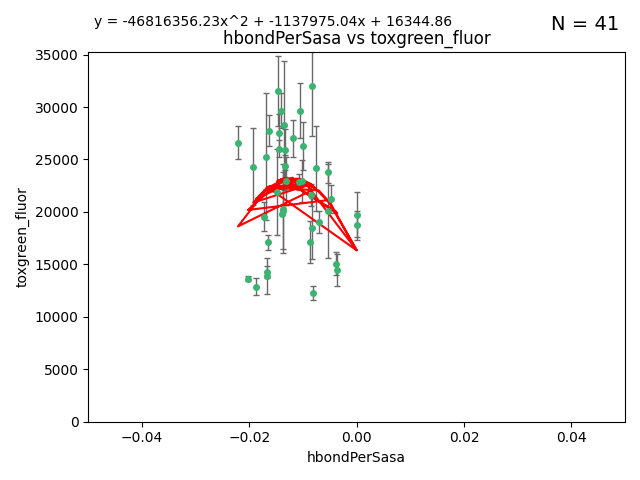 y = -46816356.23x^2 + -1137975.04x + 16344.86
N = 41
hbondPerSasa vs toxgreen_fluor
35000
30000
25000
20000
15000
10000
5000
0
toxgreen_fluor
−0.04
−0.02
0.00
0.02
0.04
hbondPerSasa